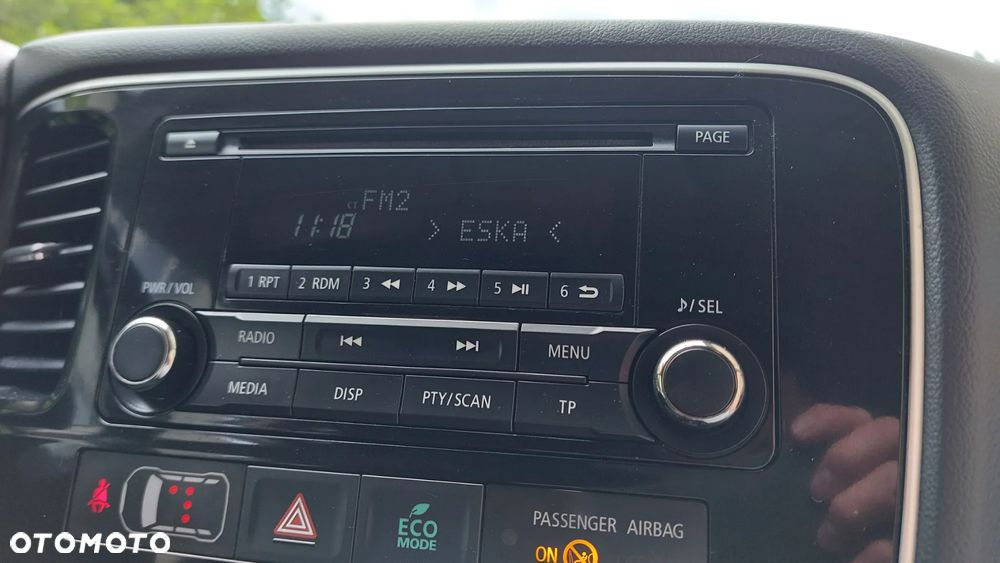 PAGE
CT FM2
11:18 > ESKA <
1 RPT 2 RDM 3 4 5 6
PWR/VOL
/SEL
RADIO MENU
MEDIA DISP PTY/SCAN TP
ECO
MODE
PASSENGER AIRBAG
ON
OTOMOTO